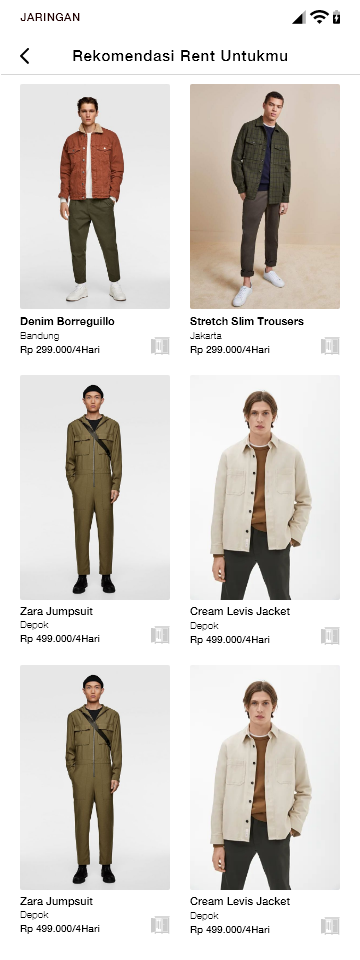 JARINGAN
Rekomendasi Rent Untukmu
Denim Borreguillo
Bandung
Rp 299.000/4Hari
Stretch Slim Trousers
Jakarta
Rp 299.000/4Hari
Zara Jumpsuit
Depok
Rp 499.000/4Hari
Cream Levis Jacket
Depok
Rp 499.000/4Hari
Zara Jumpsuit
Depok
Rp 499.000/4Hari
Cream Levis Jacket
Depok
Rp 499.000/4Hari